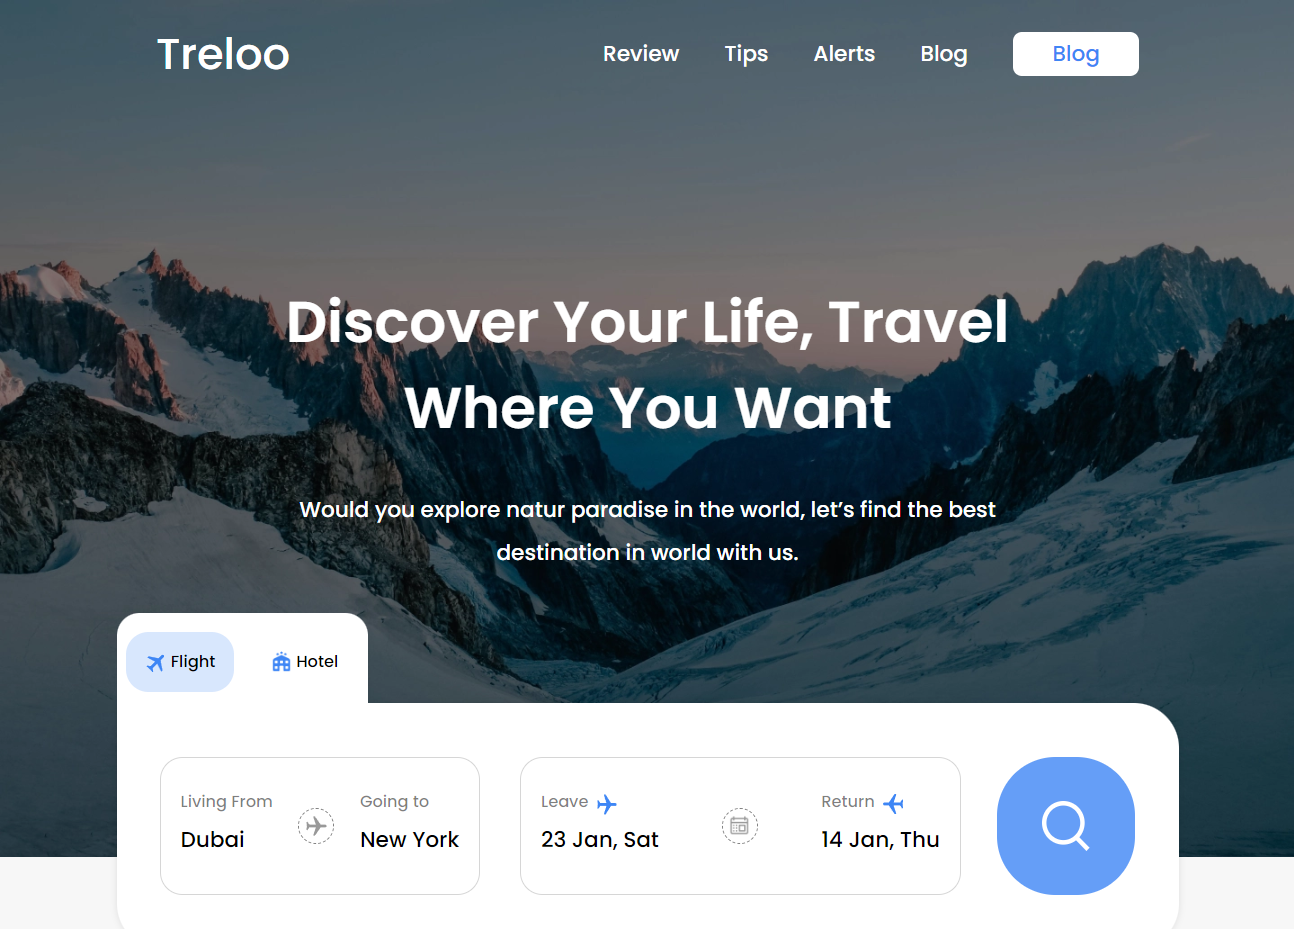 Treloo
Review Tips Alerts Blog Blog
Discover Your Life, Travel
Where You Want
Would you explore natur paradise in the world, let’s find the best
destination in world with us.
Flight Hotel
Living From Going to Leave Return
Dubai New York 23 Jan, Sat 14 Jan, Thu